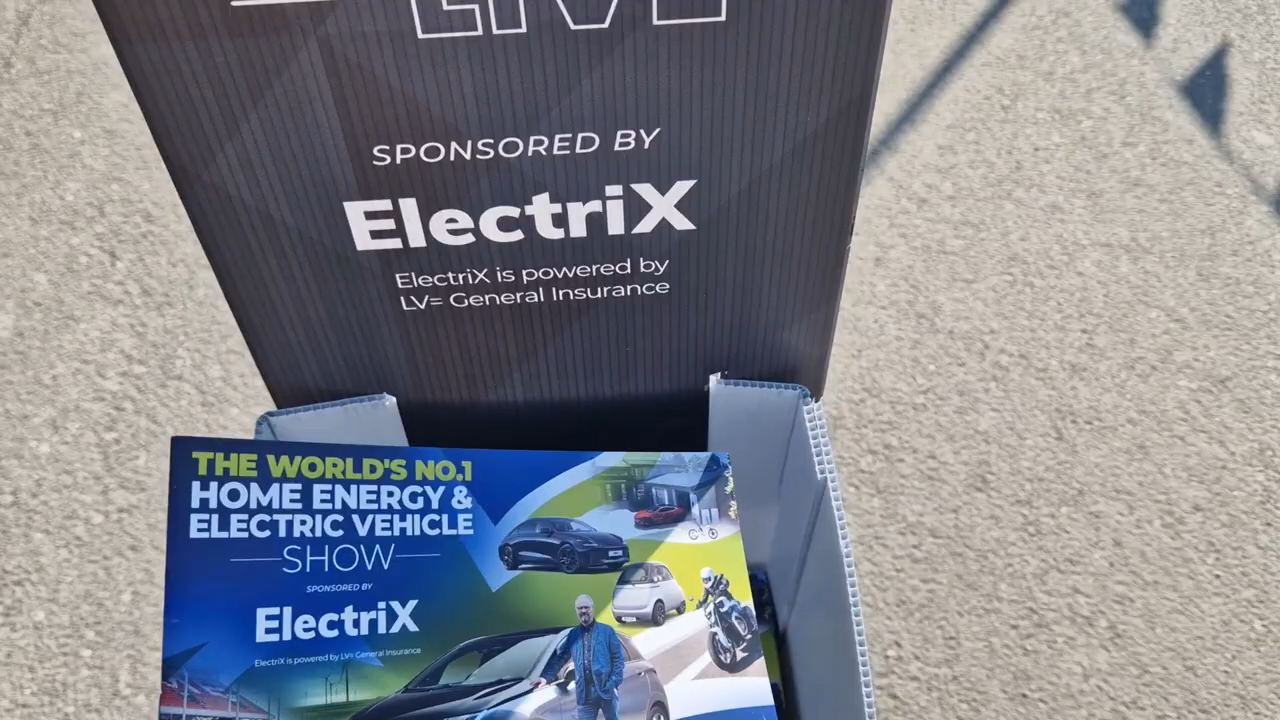 LIVE
SPONSORED BY
ElectriX
ElectriX is powered by
LV= General Insurance
THE WORLD'S NO.1
HOME ENERGY &
ELECTRIC VEHICLE
SHOW
SPONSORED BY
ElectriX
ElectriX is powered by LV= General Insurance